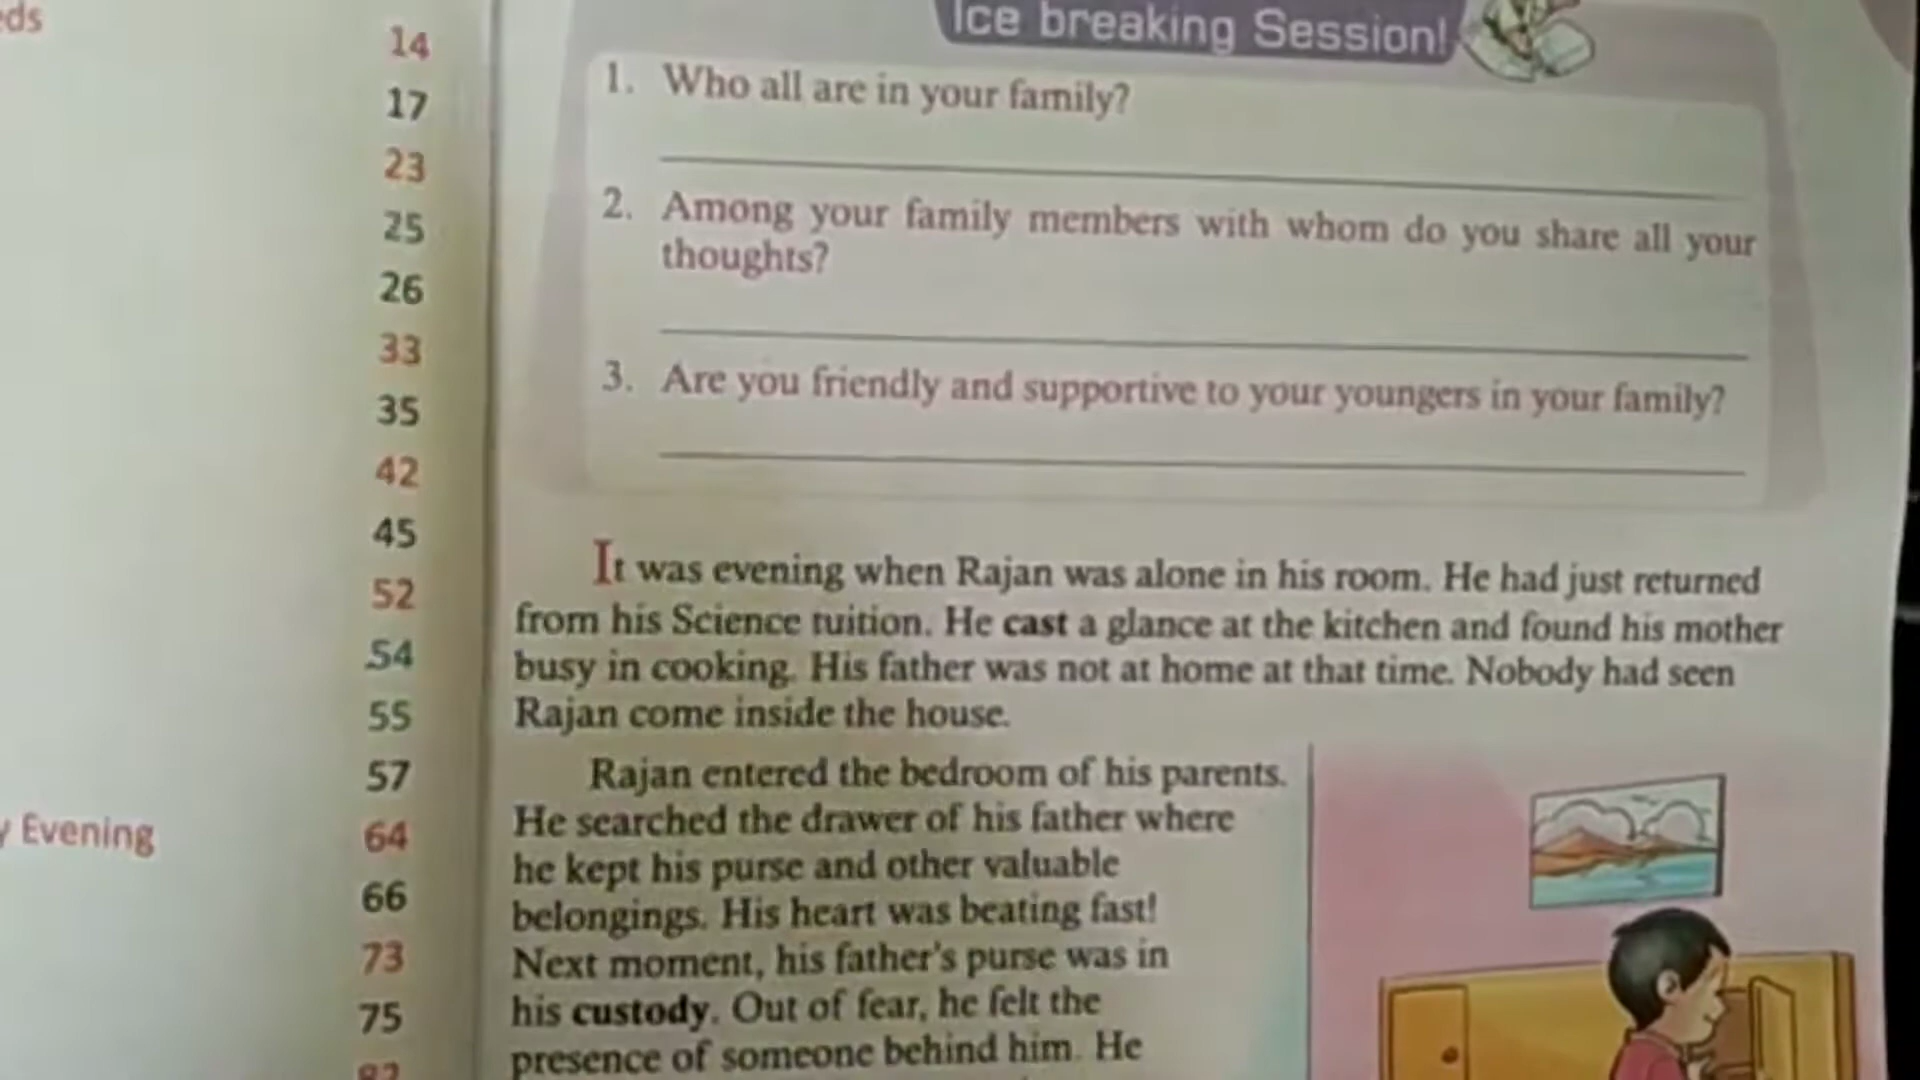 eds
14
17
23
25
26
33
35
42
45
52
54
55
57
y Evening 64
66
73
75
82
Ice breaking Session!
1. Who all are in your family?
2. Among your family members with whom do you share all your
thoughts?
3. Are you friendly and supportive to your youngers in your family?
It was evening when Rajan was alone in his room. He had just returned
from his Science tuition. He cast a glance at the kitchen and found his mother
busy in cooking. His father was not at home at that time. Nobody had seen
Rajan come inside the house.
Rajan entered the bedroom of his parents.
He searched the drawer of his father where
he kept his purse and other valuable
belongings. His heart was beating fast!
Next moment, his father's purse was in
his custody. Out of fear, he felt the
presence of someone behind him. He